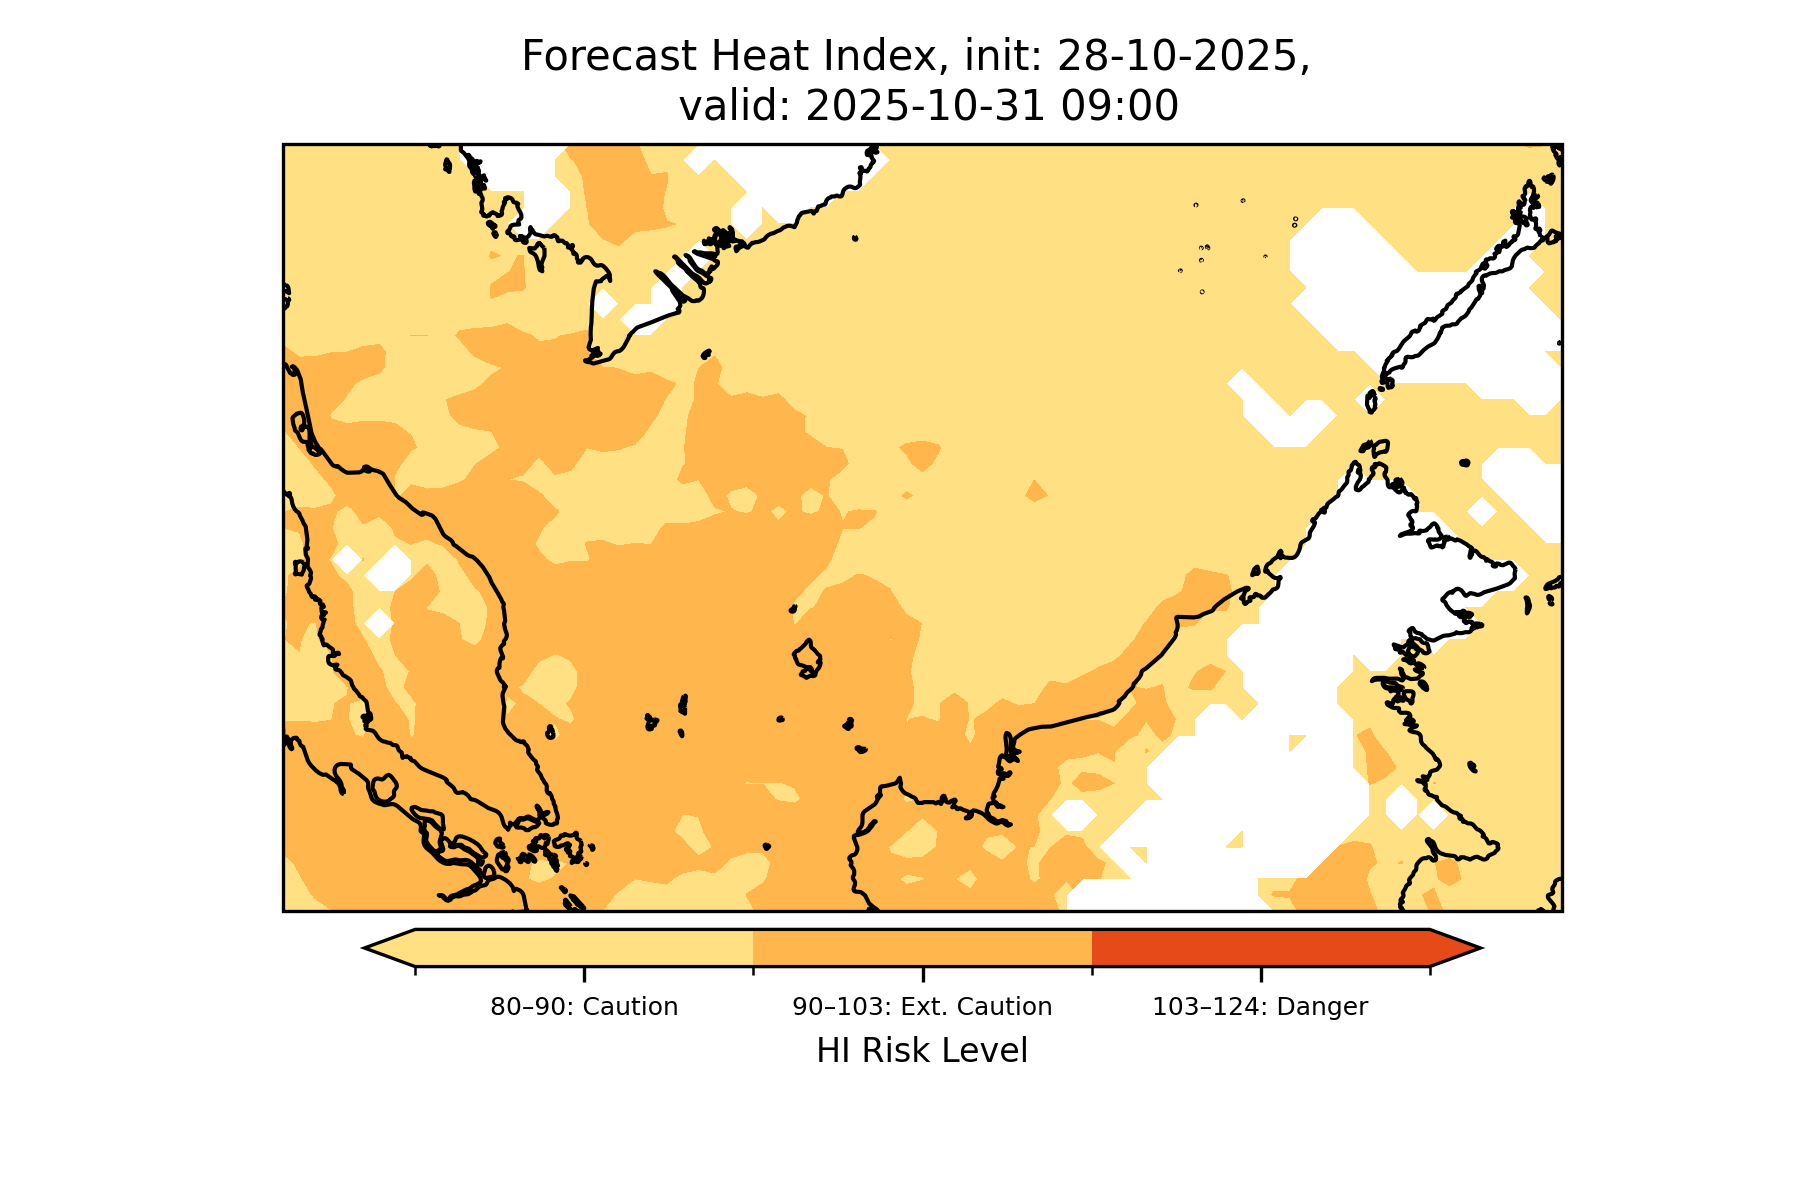 Forecast Heat Index, init: 28-10-2025,
valid: 2025-10-31 09:00
80–90: Caution
90–103: Ext. Caution
103–124: Danger
HI Risk Level